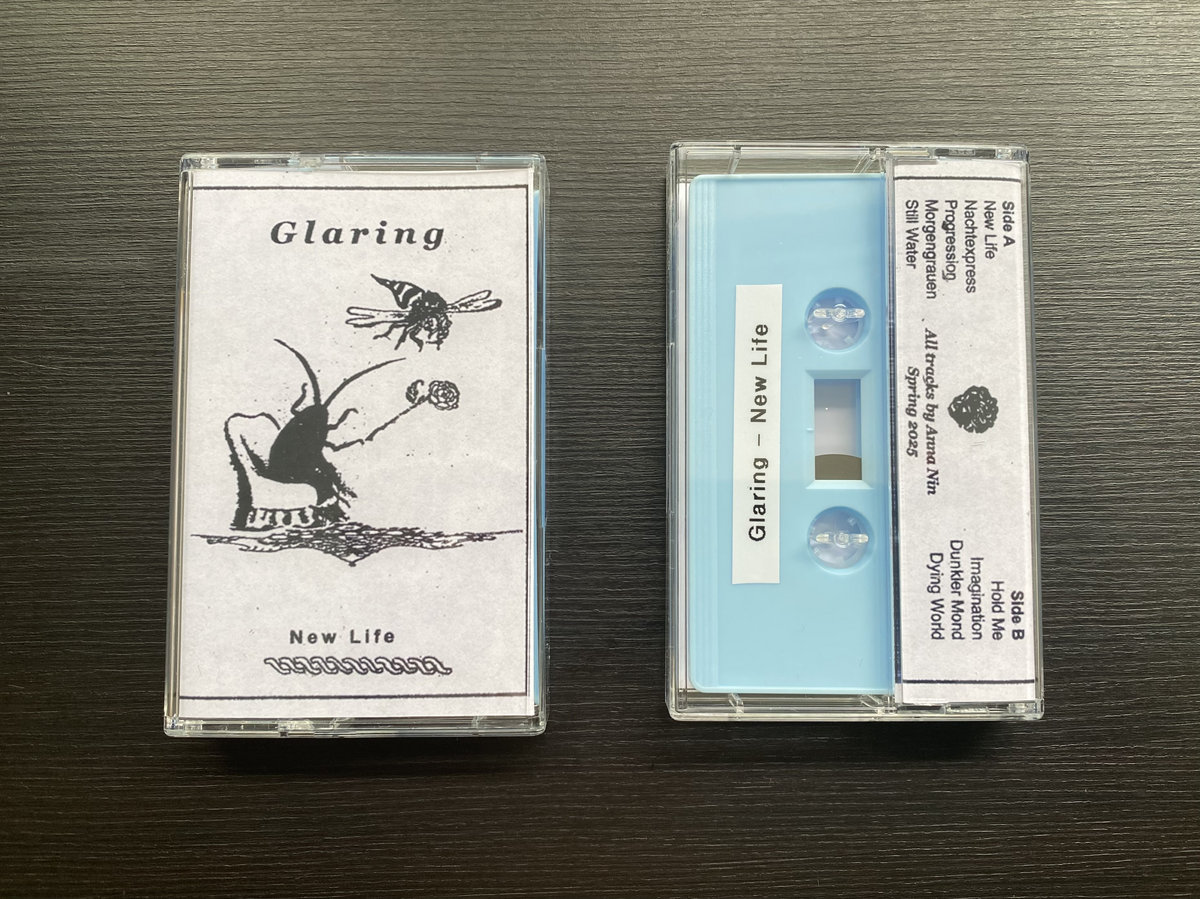 Glaring
New Life
Glaring – New Life
Side A
New Life
Nachtexpress
Progression
Morgengrauen
Still Water
All tracks by Anna Nin
Spring 2025
Side B
Hold Me
Imagination
Dunkler Mond
Dying World